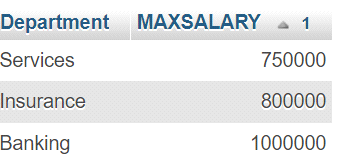 Department MAXSALARY 1
Services 750000
Insurance 800000
Banking 1000000